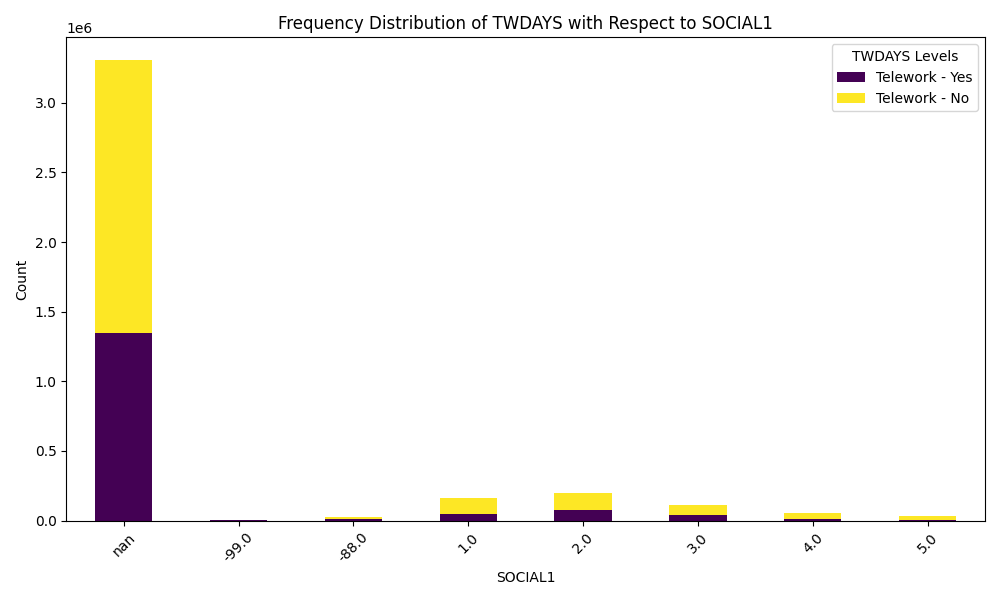 Frequency Distribution of TWDAYS with Respect to SOCIAL1
1e6
TWDAYS Levels
Telework - Yes
Telework - No
3.0
2.5
2.0
1.5
1.0
0.5
0.0
Count
nan
-99.0
-88.0
1.0
2.0
3.0
4.0
5.0
SOCIAL1